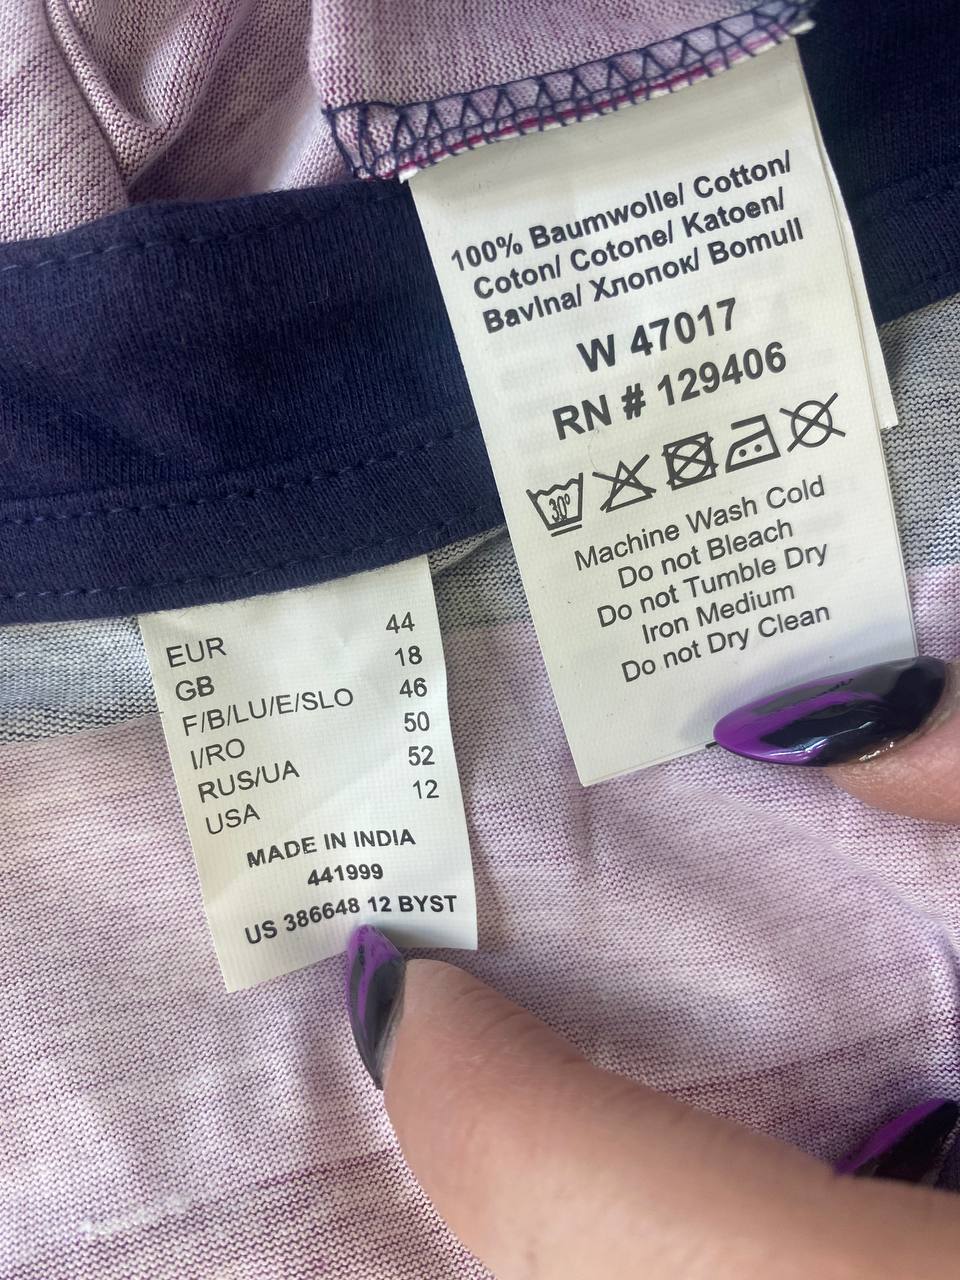 100% Baumwolle/ Cotton/
Coton/ Cotone/ Katoen/
Bavlna/ Хлопок/ Bomull
W 47017
RN # 129406
30°
Machine Wash Cold
Do not Bleach
Do not Tumble Dry
Iron Medium
Do not Dry Clean
EUR 44
GB 18
F/B/LU/E/SLO 46
I/RO 50
RUS/UA 52
USA 12
MADE IN INDIA
441999
US 386648 12 BYST